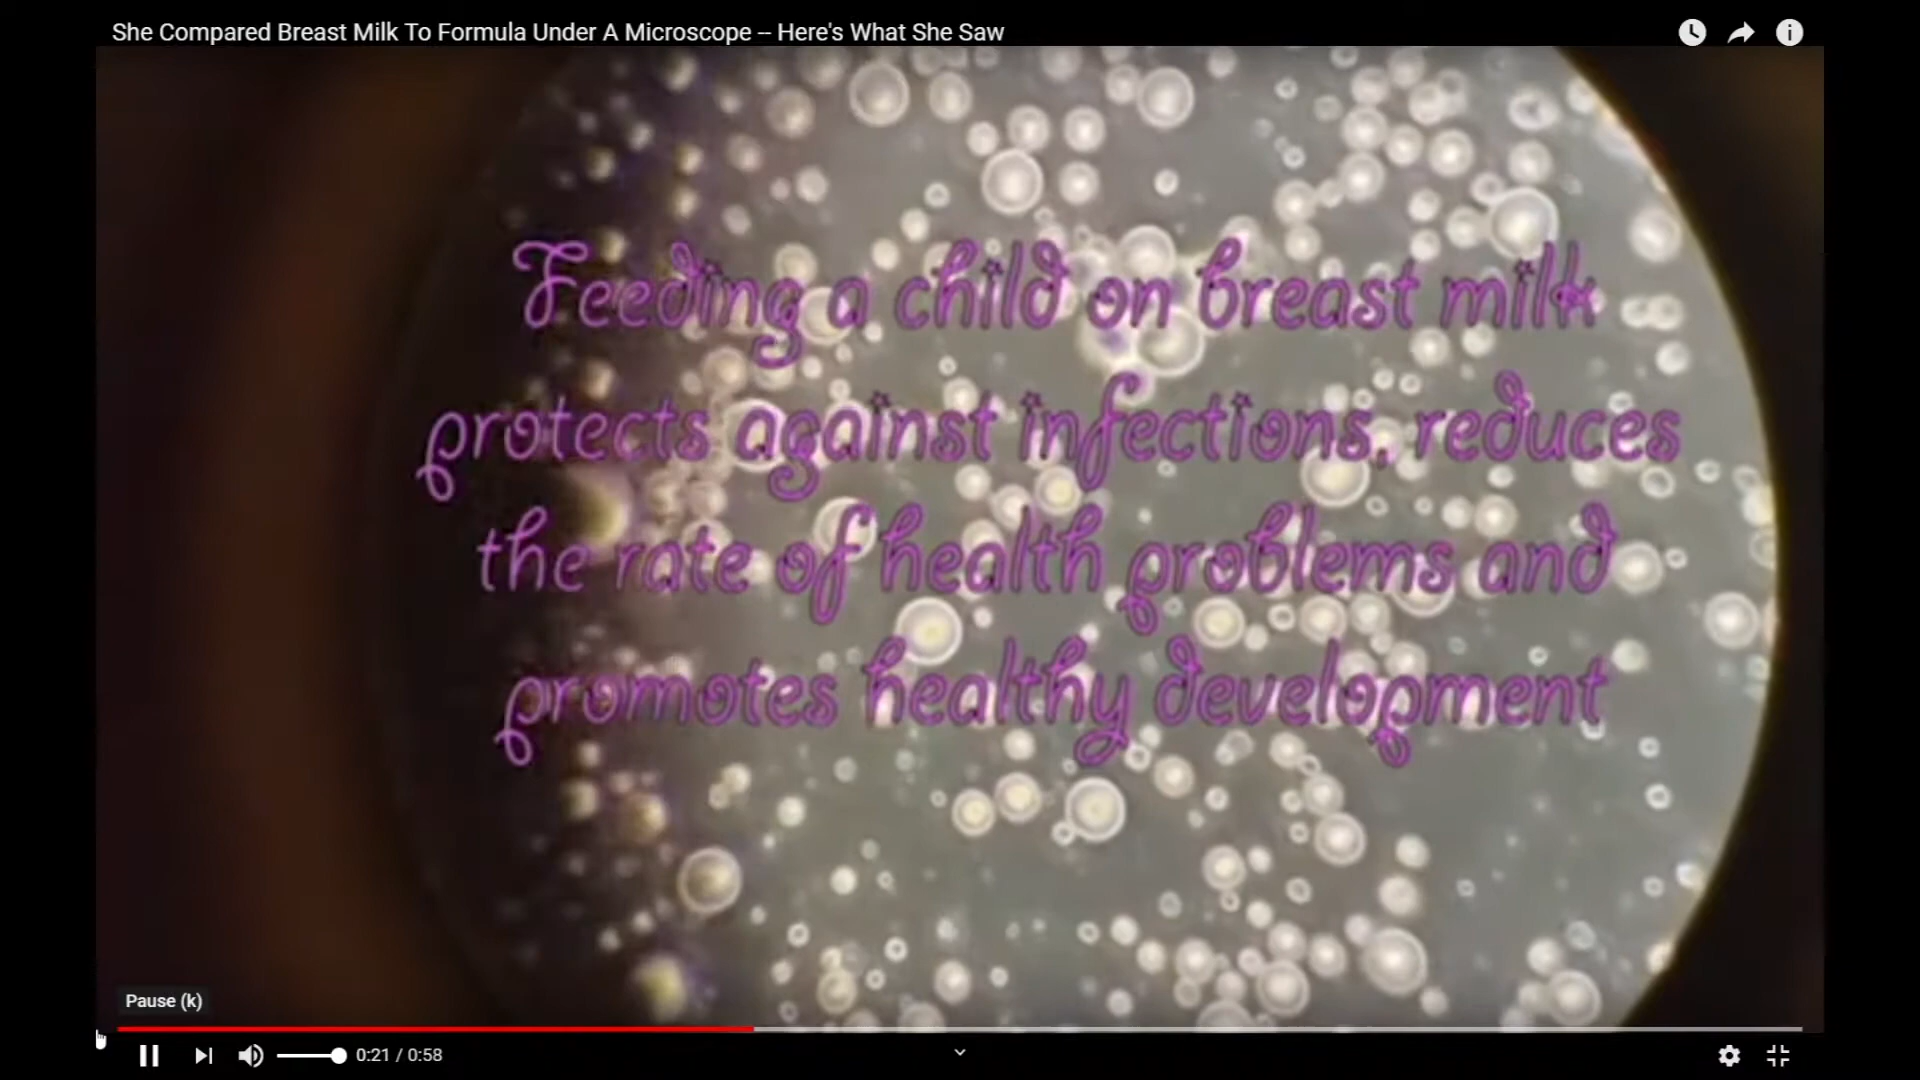 She Compared Breast Milk To Formula Under A Microscope -- Here's What She Saw
Feeding a child on breast milk
protects against infections, reduces
the rate of health problems and
promotes healthy development
Pause (k)
0:21 / 0:58